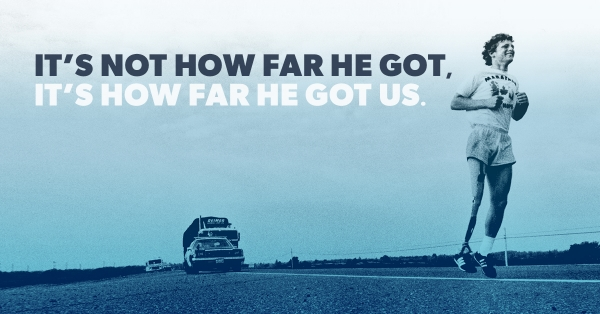 IT'S NOT HOW FAR HE GOT,
IT'S HOW FAR HE GOT US.